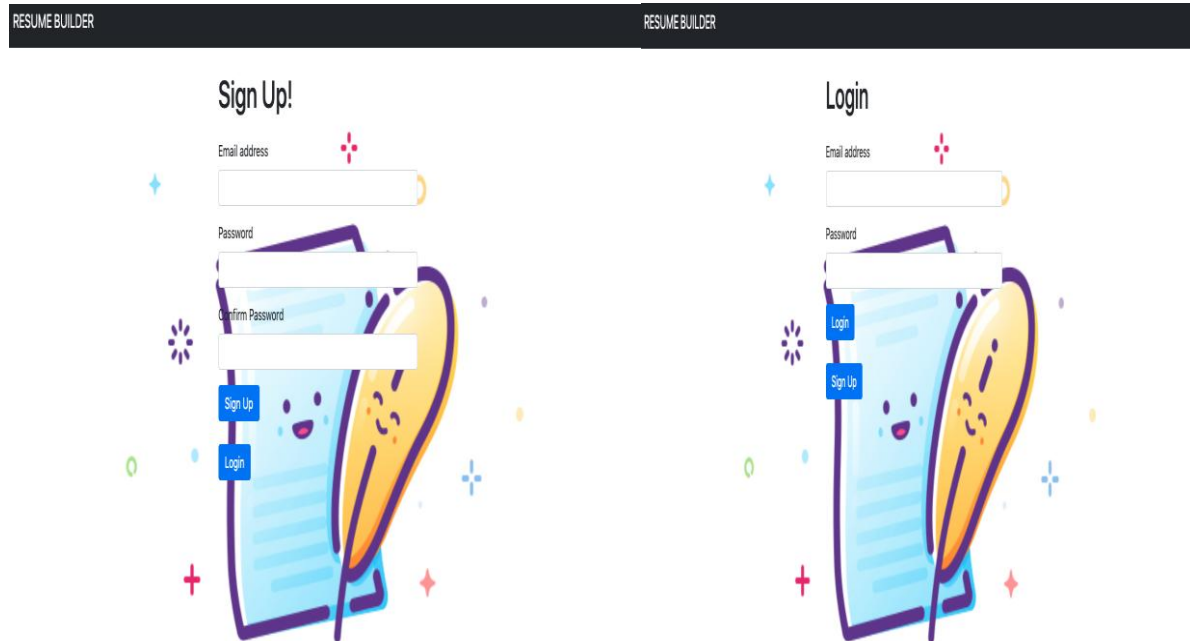 RESUME BUILDER
Sign Up!
Email address
Password
Confirm Password
Sign Up
Login
RESUME BUILDER
Login
Email address
Password
Login
Sign Up